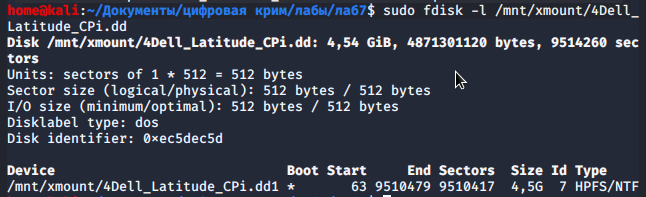 home@kali:~/Документы/цифровая крим/лабы/лаб7$ sudo fdisk -l /mnt/xmount/4Dell_
Latitude_CPi.dd
Disk /mnt/xmount/4Dell_Latitude_CPi.dd: 4,54 GiB, 4871301120 bytes, 9514260 sec
tors
Units: sectors of 1 * 512 = 512 bytes
Sector size (logical/physical): 512 bytes / 512 bytes
I/O size (minimum/optimal): 512 bytes / 512 bytes
Disklabel type: dos
Disk identifier: 0×ec5dec5d
Device Boot Start End Sectors Size Id Type
/mnt/xmount/4Dell_Latitude_CPi.dd1 * 63 9510479 9510417 4,5G 7 HPFS/NTF